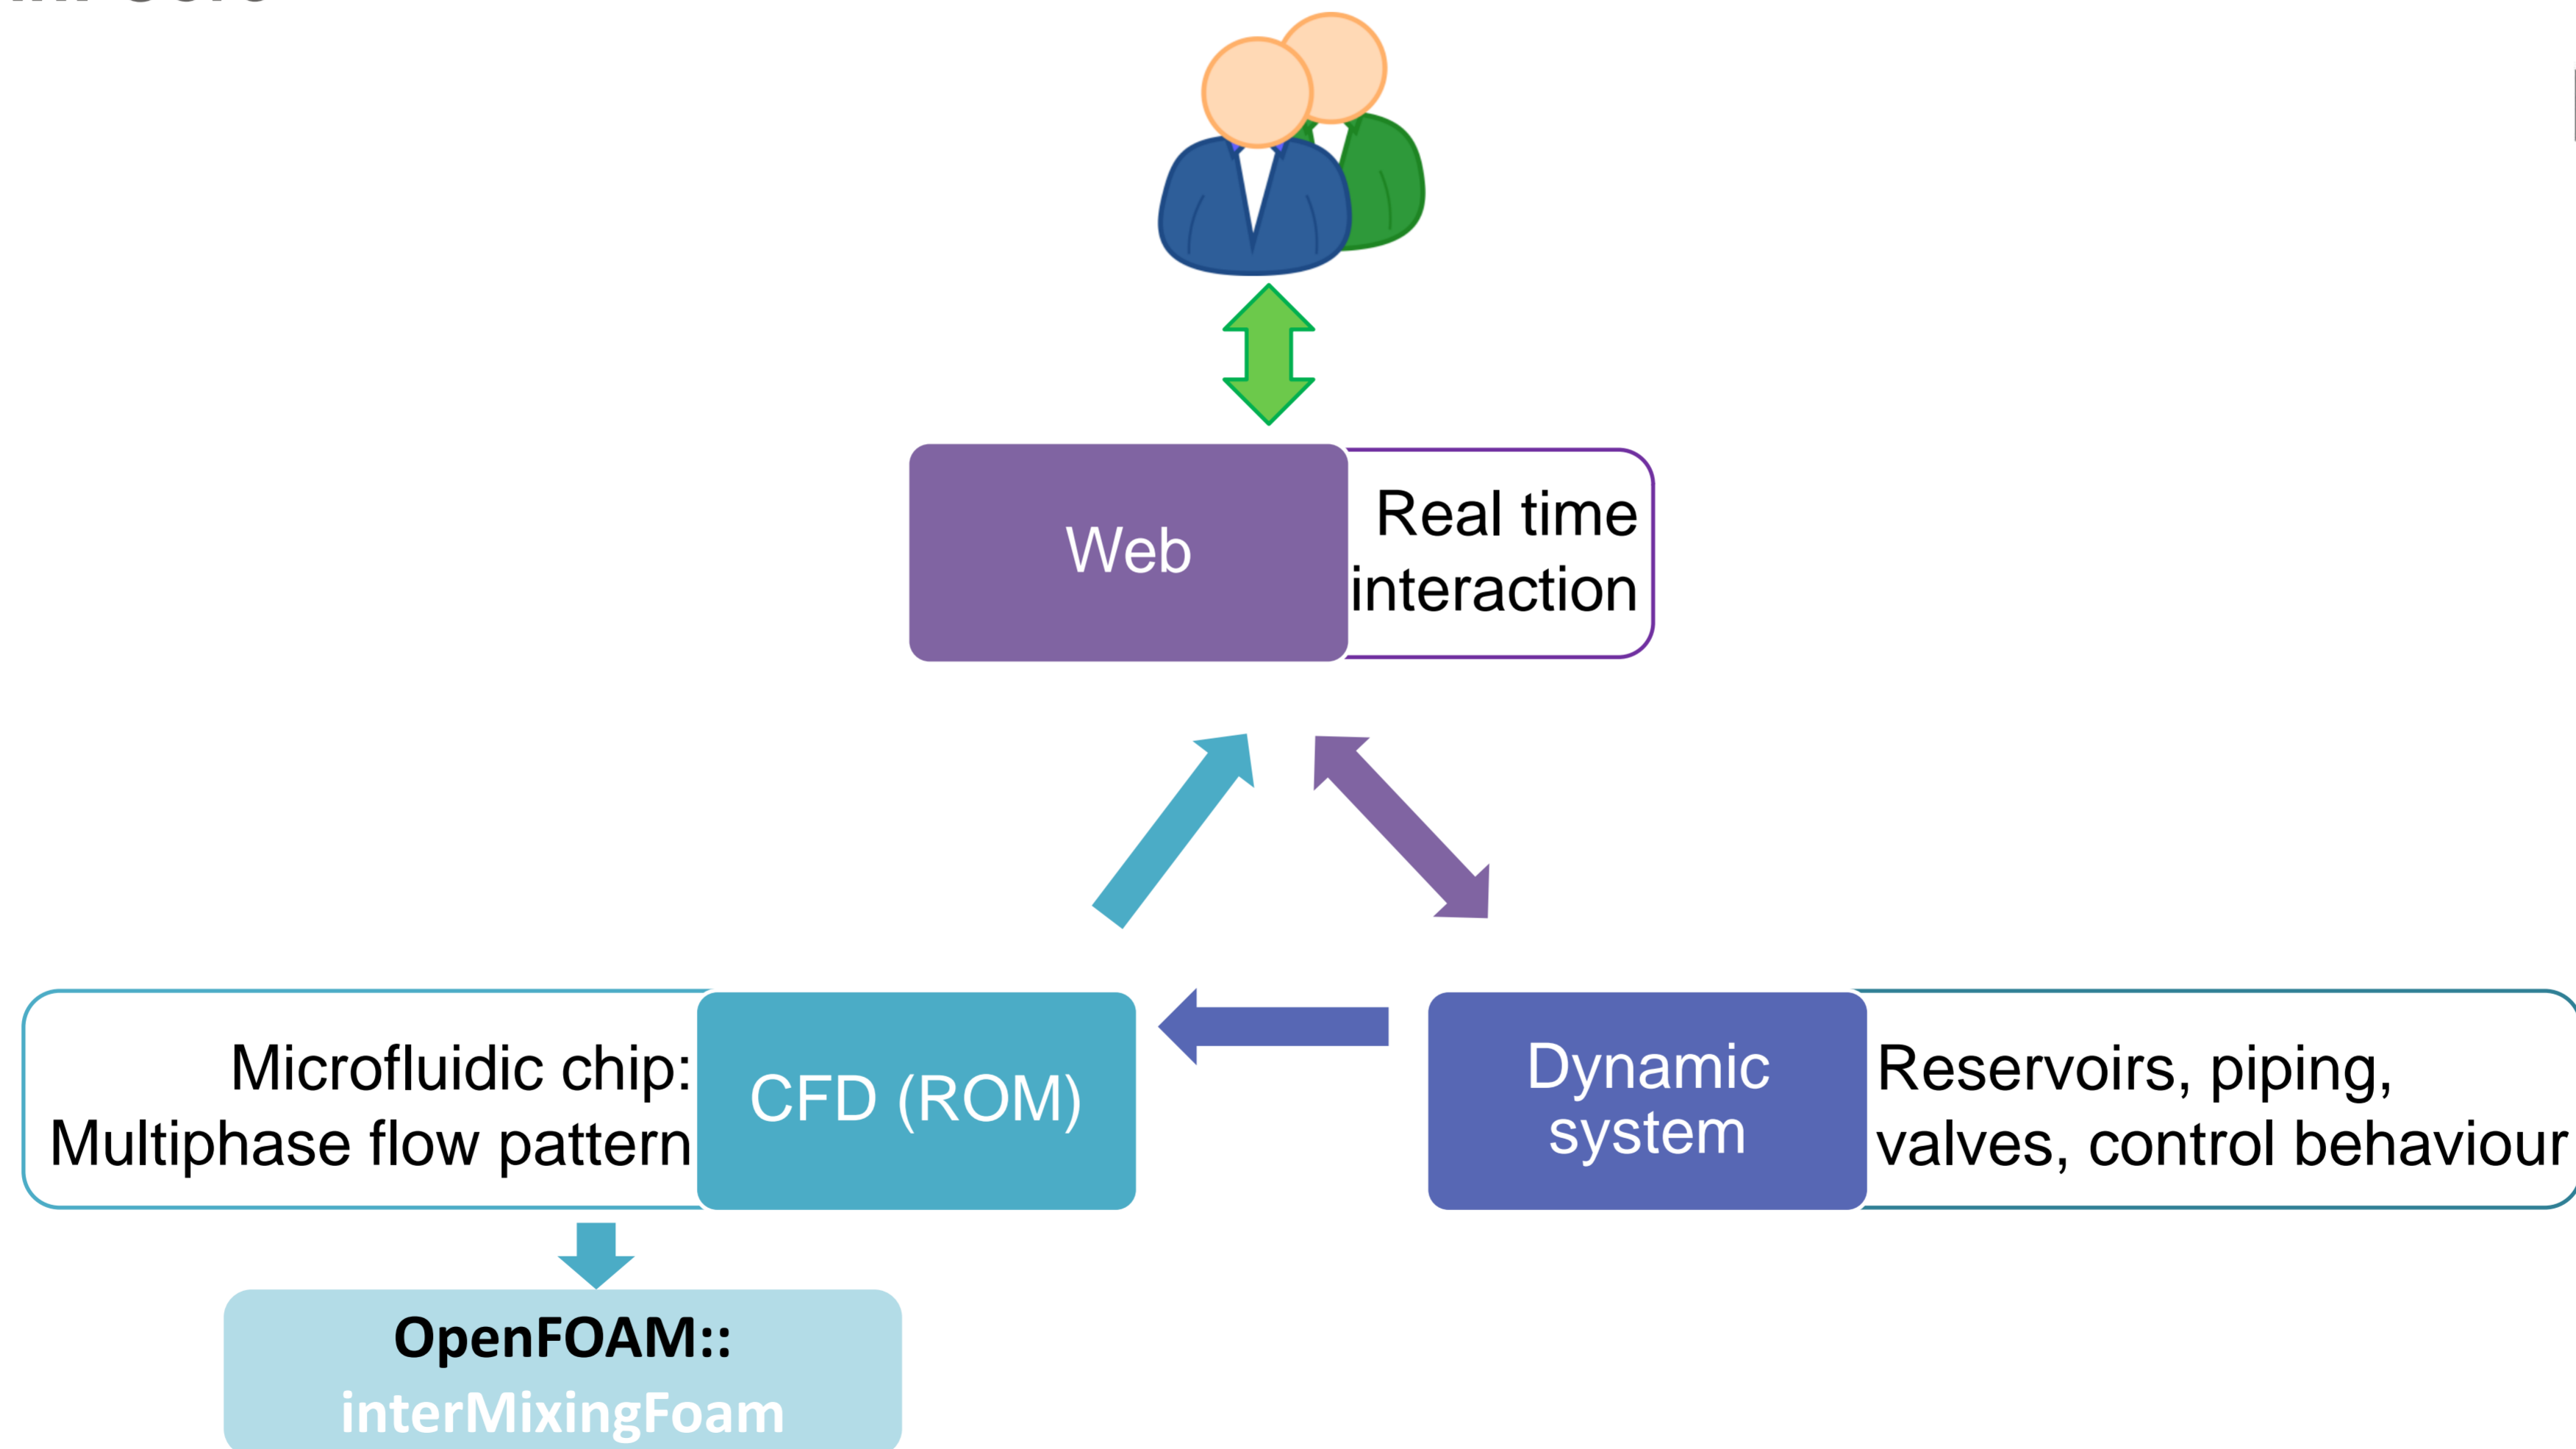 Web
Real time
interaction
Microfluidic chip:
Multiphase flow pattern
CFD (ROM)
Dynamic
system
Reservoirs, piping,
valves, control behaviour
OpenFOAM::
interMixingFoam